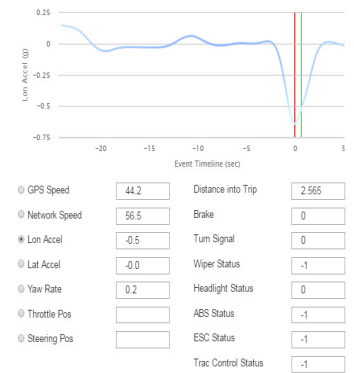 0.25
0
-0.25
-0.5
-0.75
Lon Accel (g)
-20
-15
-10
-5
0
5
Event Timeline (sec)
GPS Speed 44.2 Distance into Trip 2.565
Network Speed 56.5 Brake 0
Lon Accel -0.5 Turn Signal 0
Lat Accel -0.0 Wiper Status -1
Yaw Rate 0.2 Headlight Status 0
Throttle Pos ABS Status -1
Steering Pos ESC Status -1
Trac Control Status -1